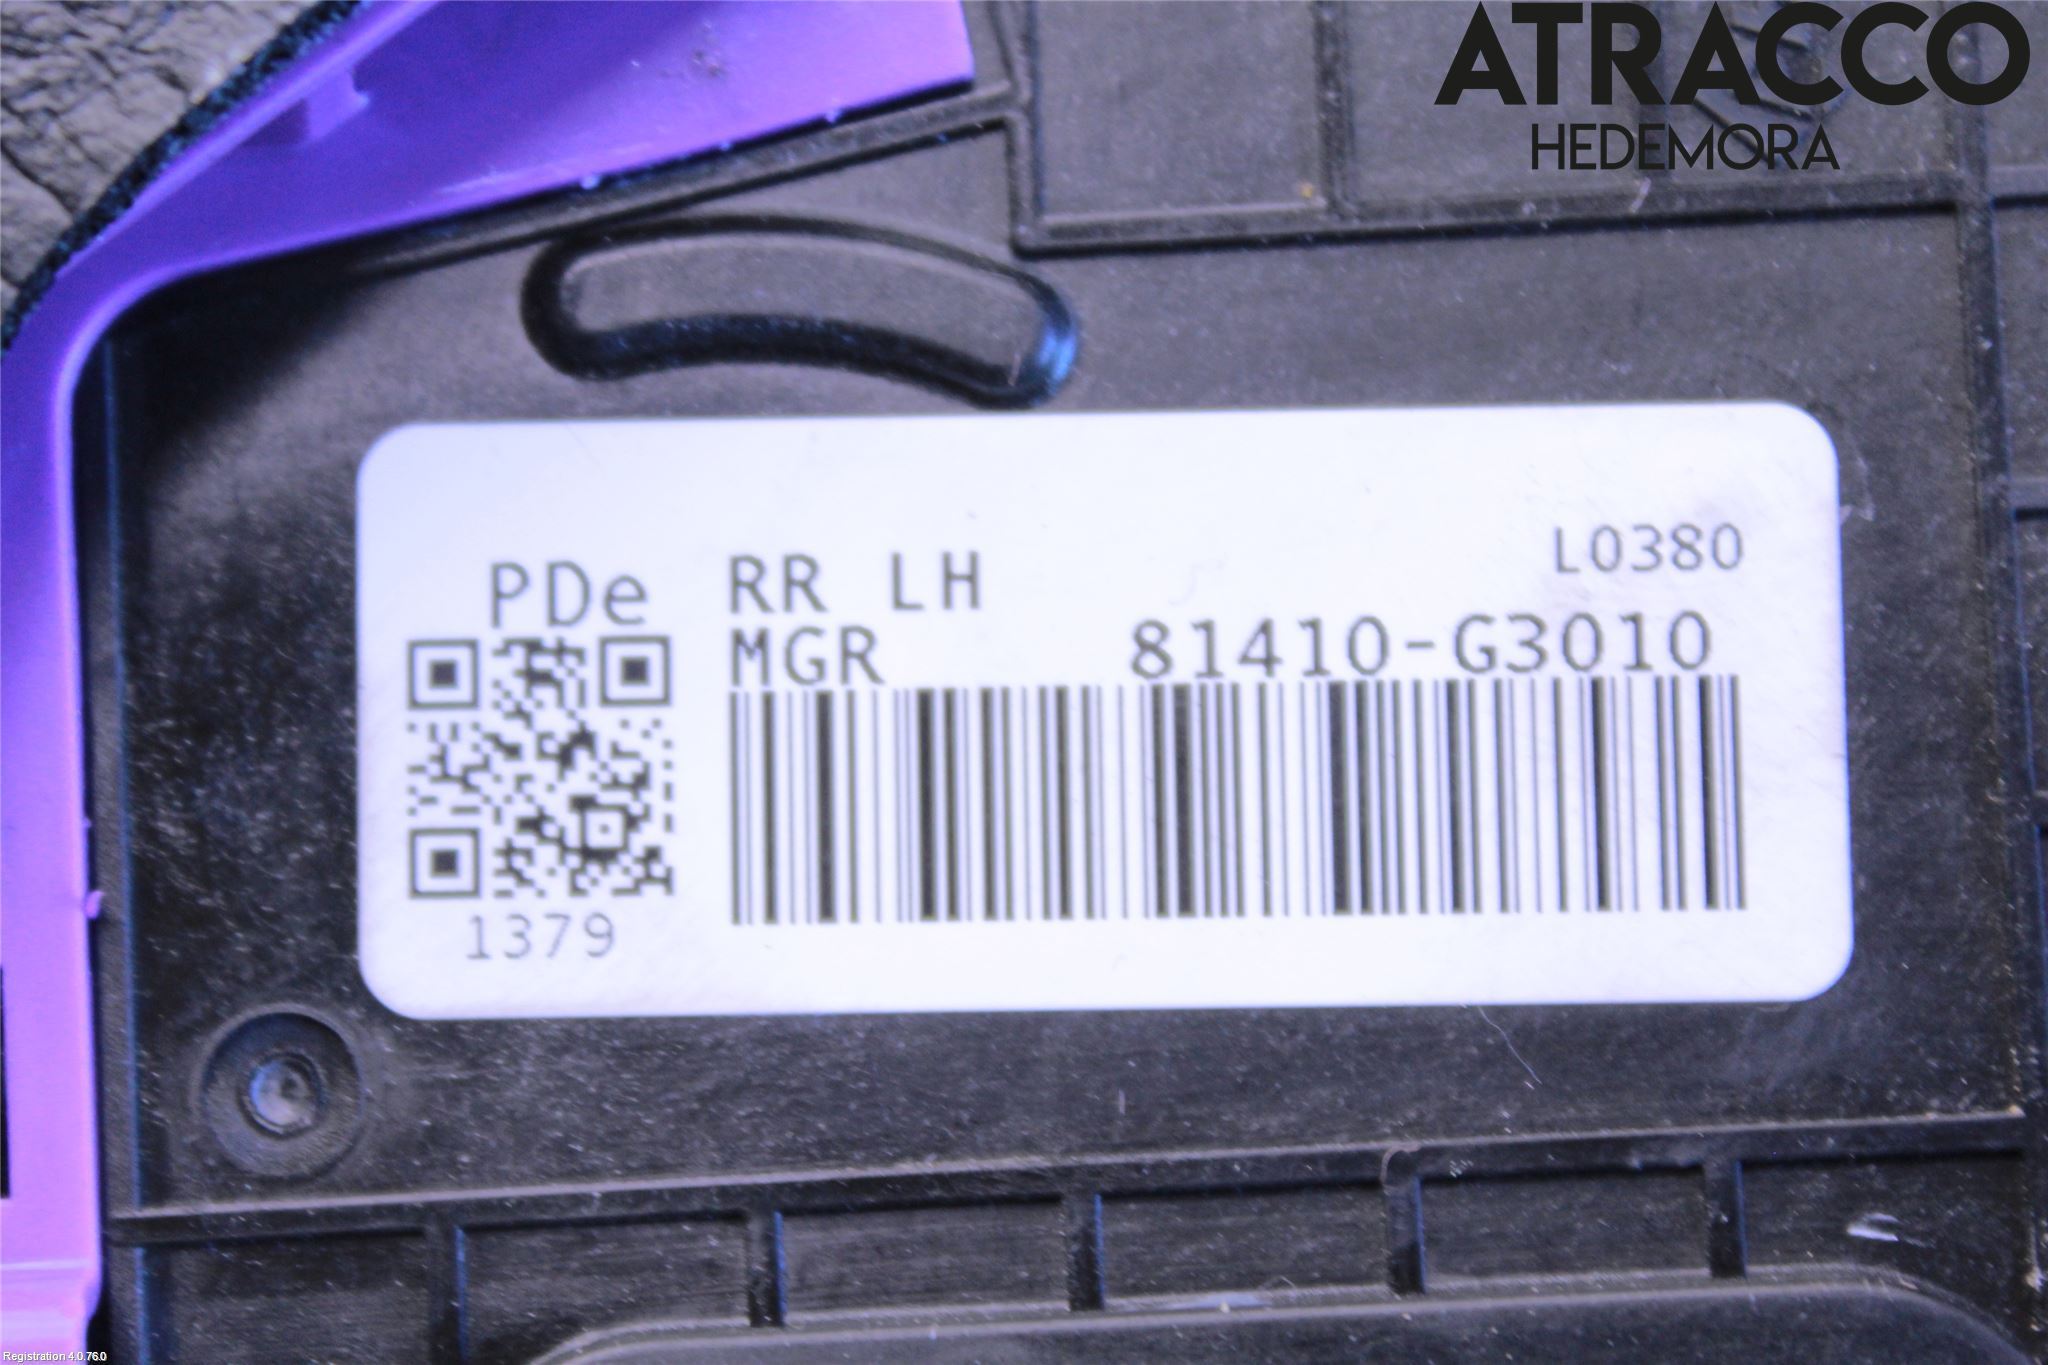 ATRACCO
HEDEMORA
L0380
PDe RR LH
MGR 81410-G3010
1379
Registration 4.0.76.0